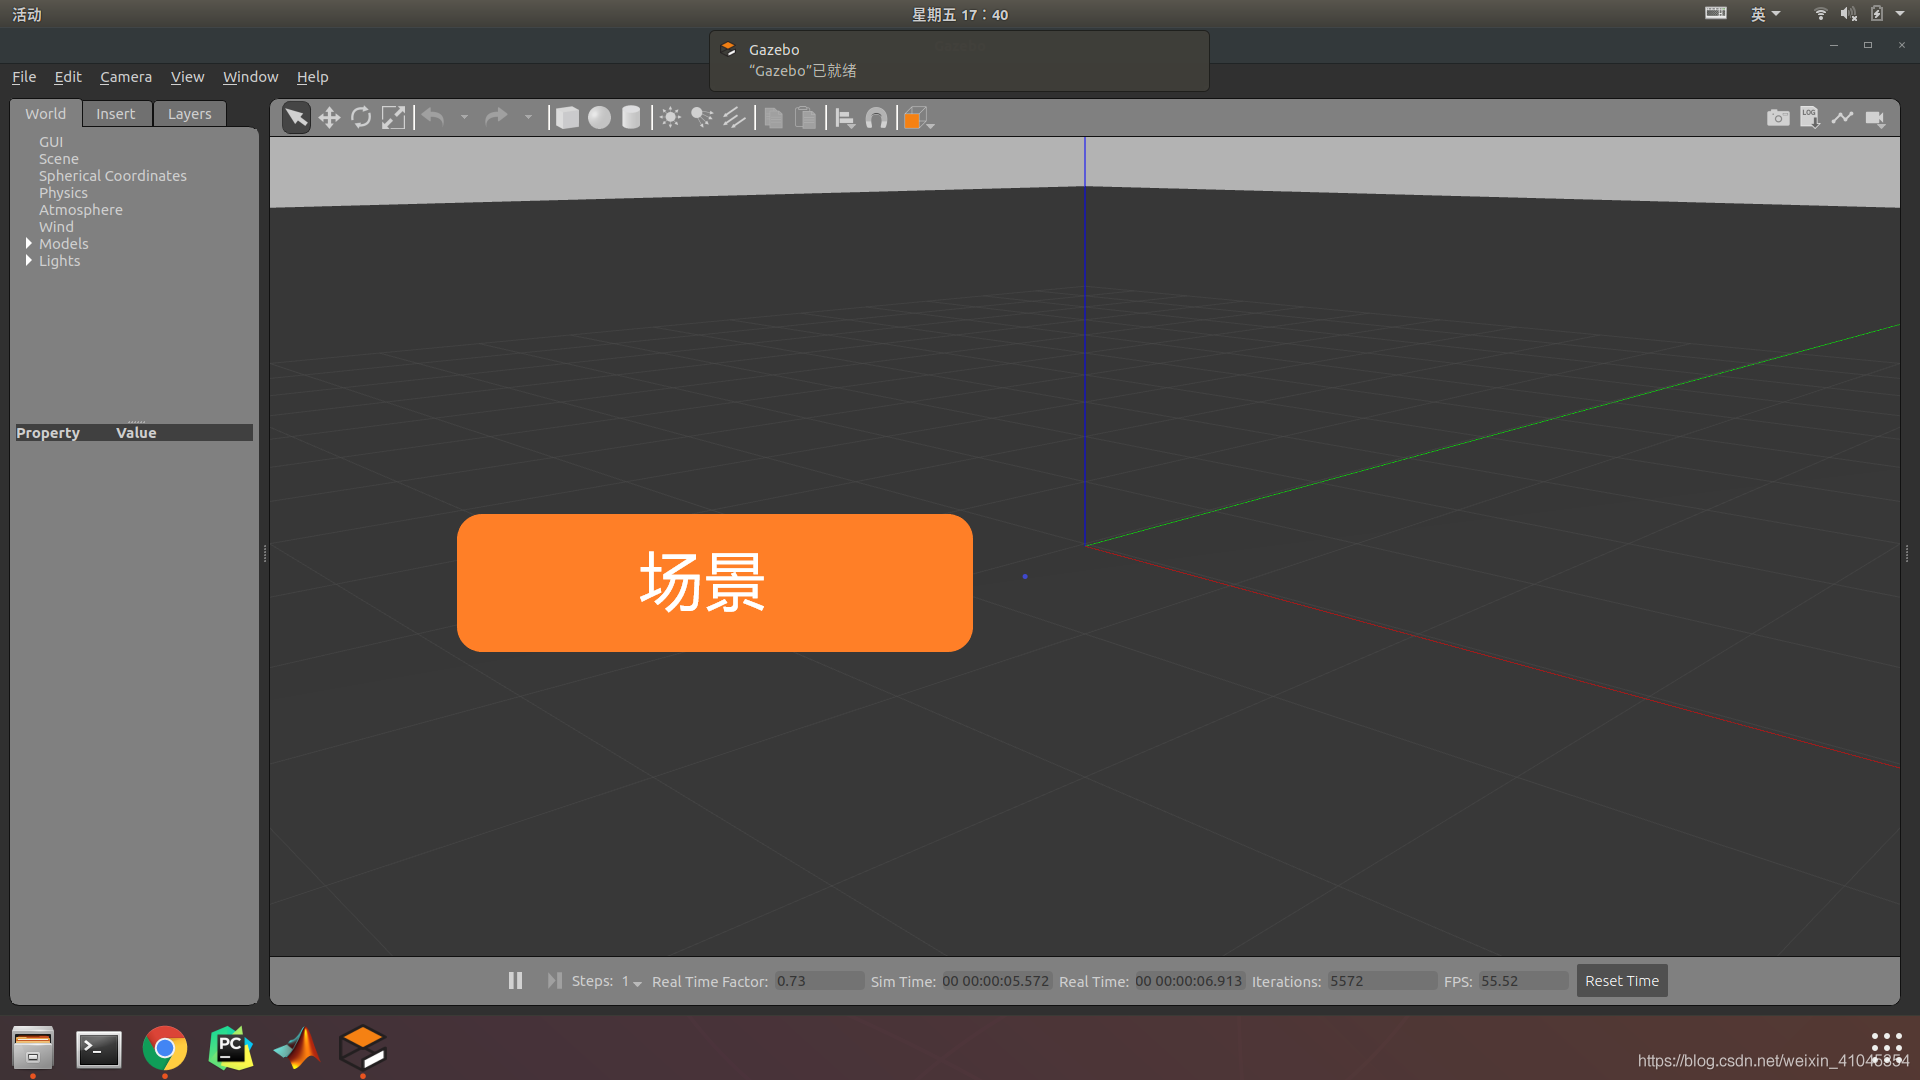 活动
星期五 17：40
英
Gazebo
“Gazebo”已就绪
File Edit Camera View Window Help
World Insert Layers
GUI
Scene
Spherical Coordinates
Physics
Atmosphere
Wind
Models
Lights
Property Value
LOG
场景
Steps: 1 Real Time Factor: 0.73 Sim Time: 00 00:00:05.572 Real Time: 00 00:00:06.913 Iterations: 5572 FPS: 55.52 Reset Time
PC
https://blog.csdn.net/weixin_41045354